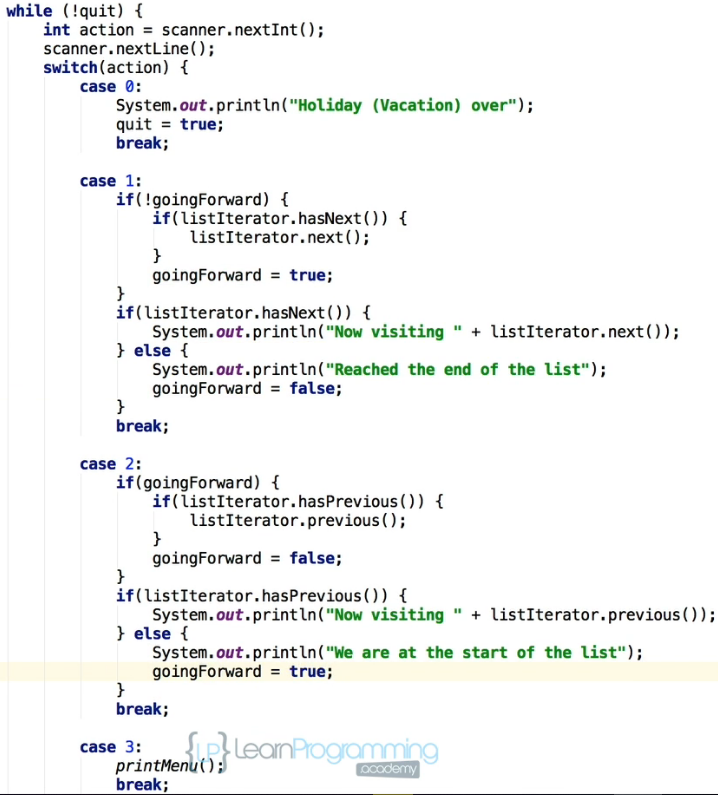 while (!quit) {
    int action = scanner.nextInt();
    scanner.nextLine();
    switch(action) {
        case 0:
            System.out.println("Holiday (Vacation) over");
            quit = true;
            break;

        case 1:
            if(!goingForward) {
                if(listIterator.hasNext()) {
                    listIterator.next();
                }
                goingForward = true;
            }
            if(listIterator.hasNext()) {
                System.out.println("Now visiting " + listIterator.next());
            } else {
                System.out.println("Reached the end of the list");
                goingForward = false;
            }
            break;

        case 2:
            if(goingForward) {
                if(listIterator.hasPrevious()) {
                    listIterator.previous();
                }
                goingForward = false;
            }
            if(listIterator.hasPrevious()) {
                System.out.println("Now visiting " + listIterator.previous());
            } else {
                System.out.println("We are at the start of the list");
                goingForward = true;
            }
            break;

        case 3:
            printMenu();
            break;
{LP} LearnProgramming
academy